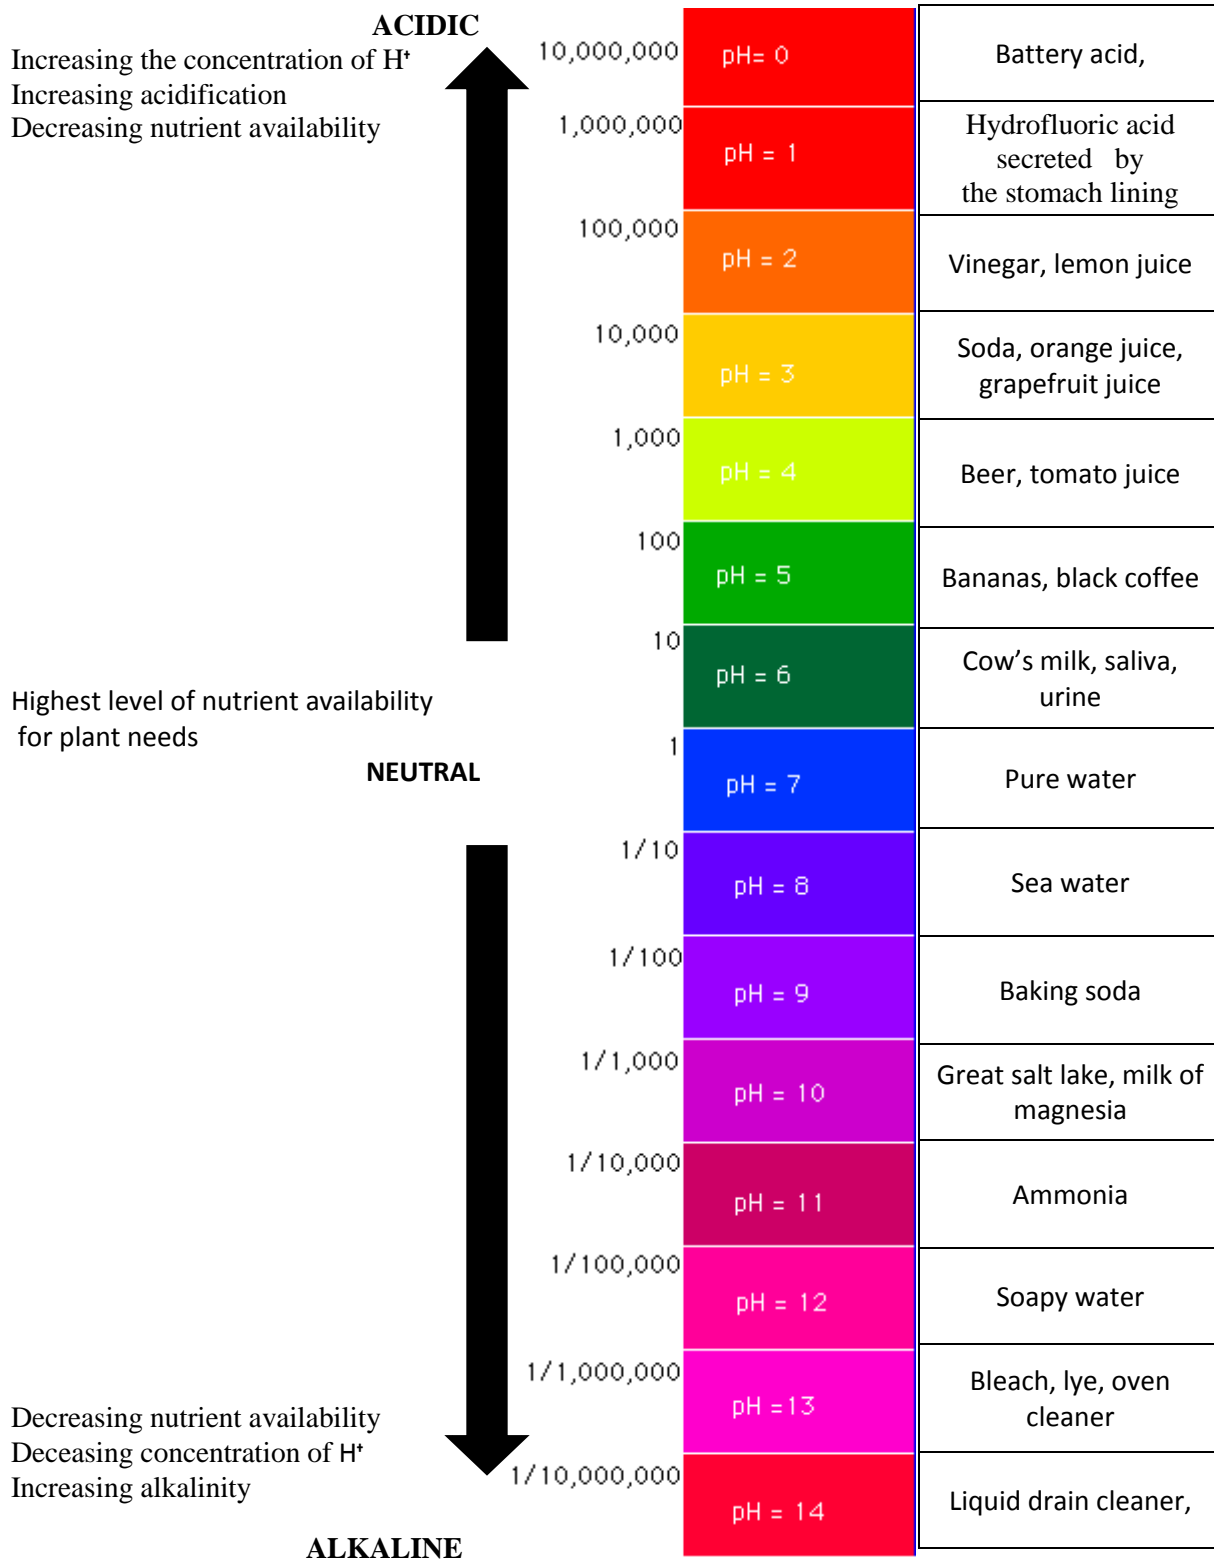 ACIDIC
Increasing the concentration of H⁺
Increasing acidification
Decreasing nutrient availability
10,000,000
pH= 0
Battery acid,
1,000,000
pH = 1
Hydrofluoric acid
secreted by
the stomach lining
100,000
pH = 2
Vinegar, lemon juice
10,000
pH = 3
Soda, orange juice,
grapefruit juice
1,000
pH = 4
Beer, tomato juice
100
pH = 5
Bananas, black coffee
10
pH = 6
Cow’s milk, saliva,
urine
Highest level of nutrient availability
for plant needs
NEUTRAL
1
pH = 7
Pure water
1/10
pH = 8
Sea water
1/100
pH = 9
Baking soda
1/1,000
pH = 10
Great salt lake, milk of
magnesia
1/10,000
pH = 11
Ammonia
1/100,000
pH = 12
Soapy water
1/1,000,000
pH =13
Bleach, lye, oven
cleaner
Decreasing nutrient availability
Deceasing concentration of H⁺
Increasing alkalinity
1/10,000,000
pH = 14
Liquid drain cleaner,
ALKALINE